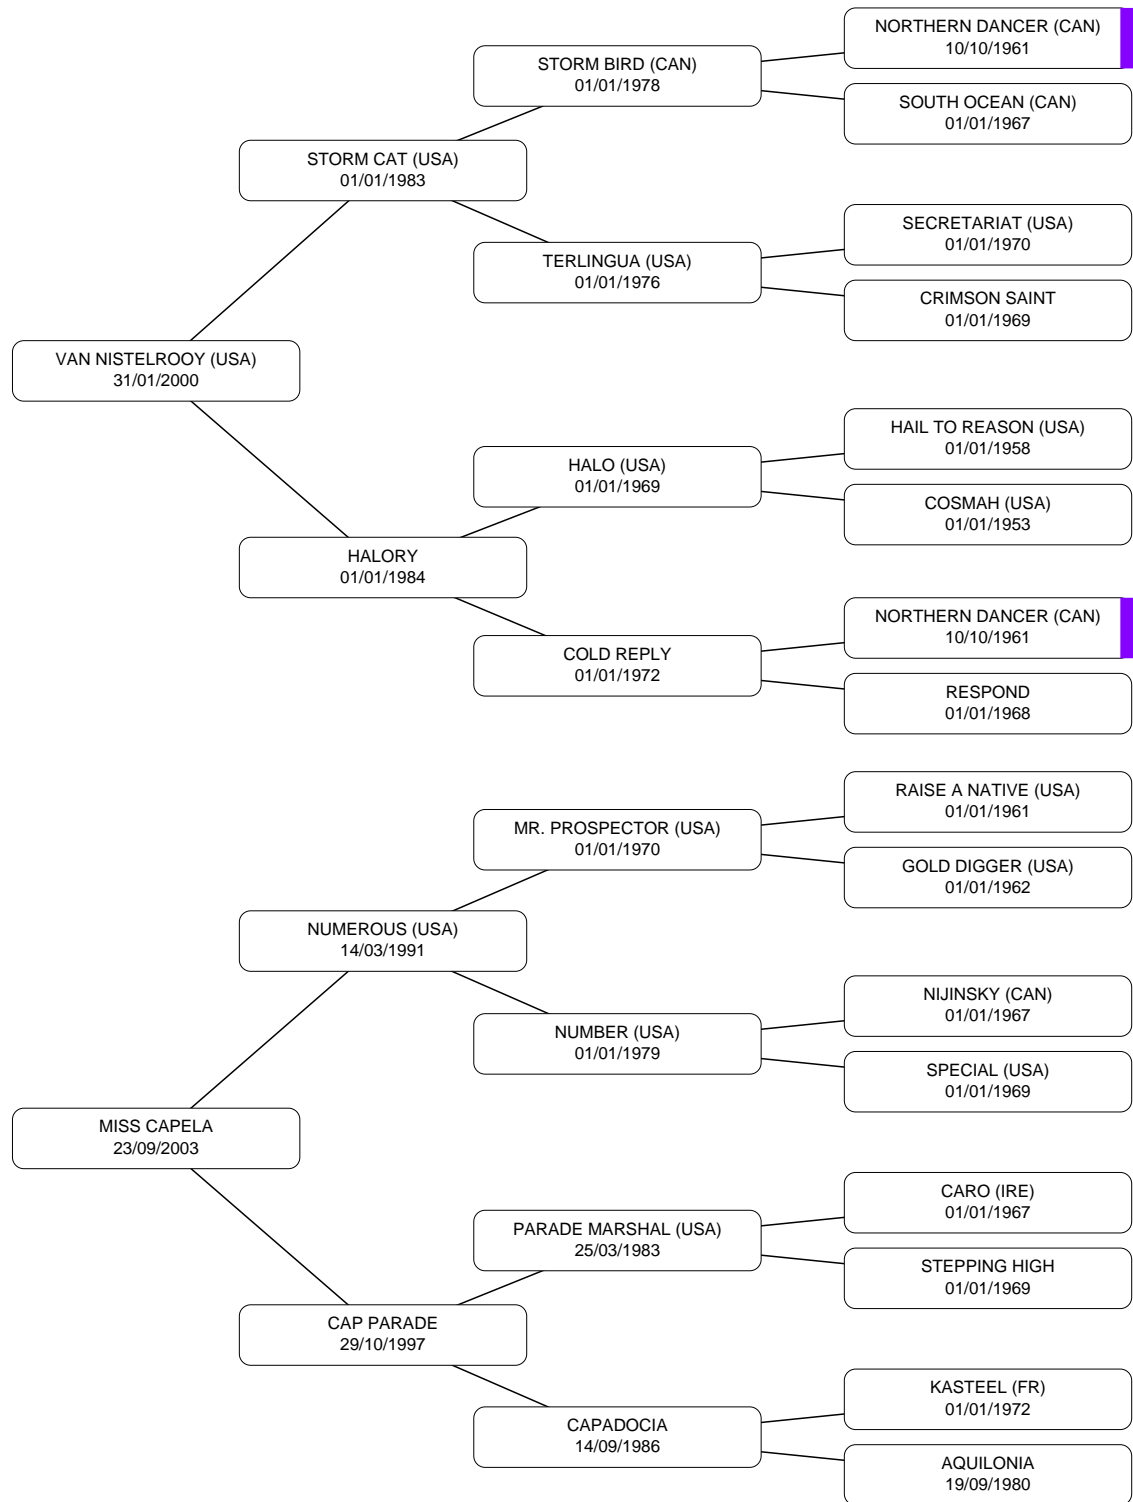 NORTHERN DANCER (CAN)
10/10/1961
STORM BIRD (CAN)
01/01/1978
SOUTH OCEAN (CAN)
01/01/1967
STORM CAT (USA)
01/01/1983
SECRETARIAT (USA)
01/01/1970
TERLINGUA (USA)
01/01/1976
CRIMSON SAINT
01/01/1969
VAN NISTELROOY (USA)
31/01/2000
HAIL TO REASON (USA)
01/01/1958
HALO (USA)
01/01/1969
COSMAH (USA)
01/01/1953
HALORY
01/01/1984
NORTHERN DANCER (CAN)
10/10/1961
COLD REPLY
01/01/1972
RESPOND
01/01/1968
RAISE A NATIVE (USA)
01/01/1961
MR. PROSPECTOR (USA)
01/01/1970
GOLD DIGGER (USA)
01/01/1962
NUMEROUS (USA)
14/03/1991
NIJINSKY (CAN)
01/01/1967
NUMBER (USA)
01/01/1979
SPECIAL (USA)
01/01/1969
MISS CAPELA
23/09/2003
CARO (IRE)
01/01/1967
PARADE MARSHAL (USA)
25/03/1983
STEPPING HIGH
01/01/1969
CAP PARADE
29/10/1997
KASTEEL (FR)
01/01/1972
CAPADOCIA
14/09/1986
AQUILONIA
19/09/1980